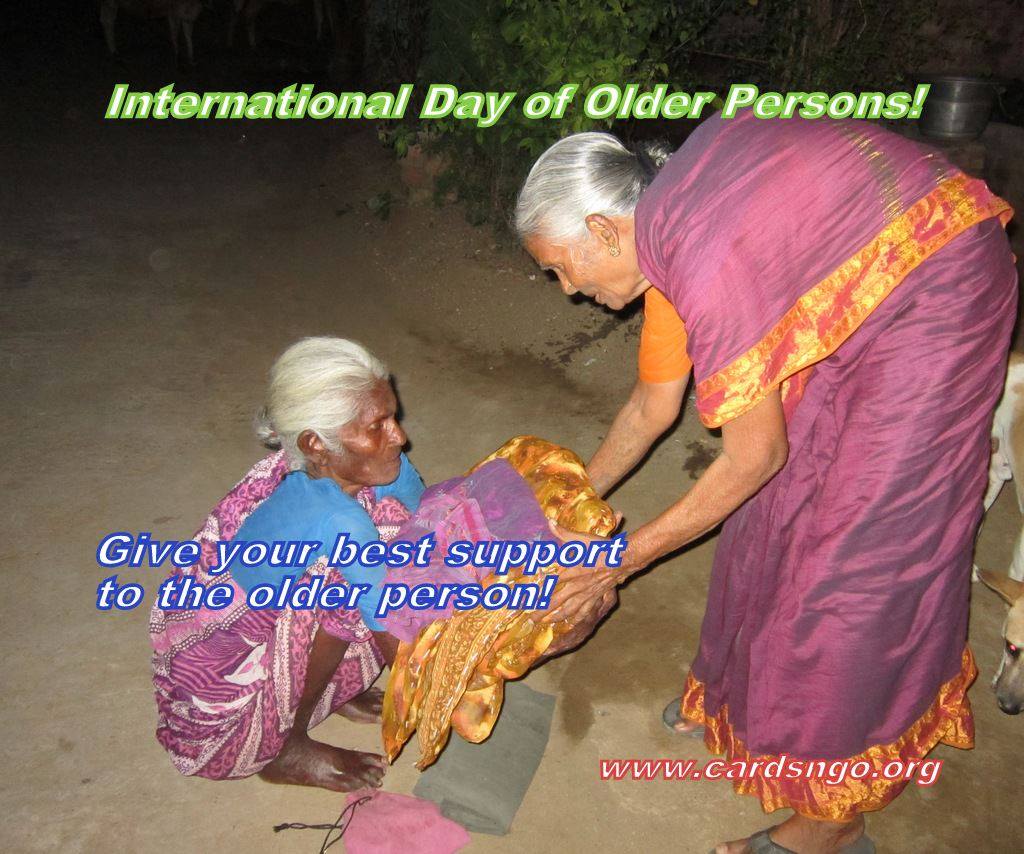 International Day of Older Persons!
Give your best support
to the older person!
www.cardsngo.org